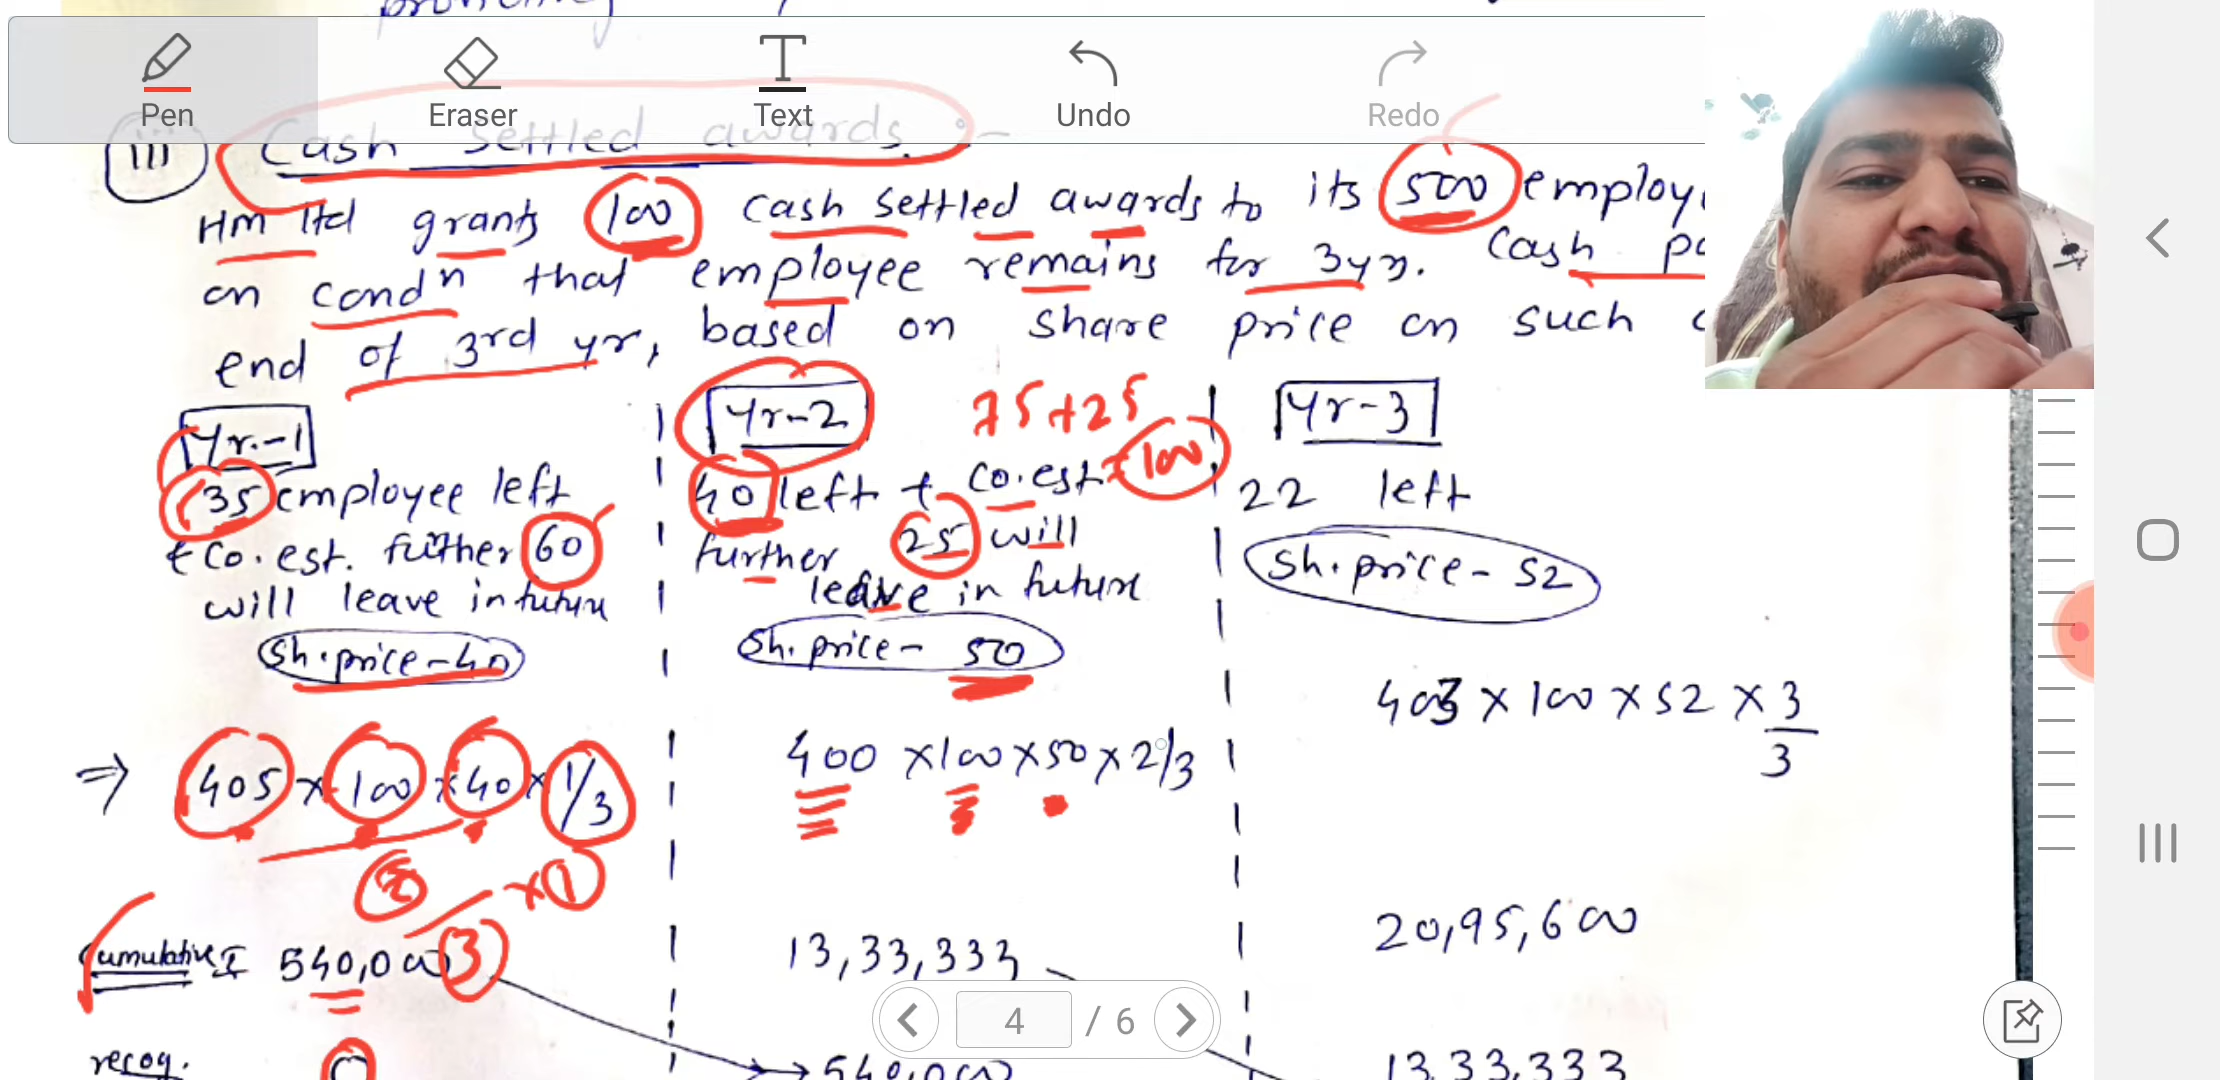 Pen
Eraser
Text
Undo
Redo
iii) Cash settled awards :-
HM ltd grants 100 cash settled awards to its 500
on condn that employee remains for 3yr. Cash
end of 3rd yr, based on share price on such
Yr.-1
35 employee left
& Co. est. further 60
will leave in future
Sh. price - 40
Yr-2
75+25
=100
40 left & co. est.
further 25 will
leave in future
Sh. price - 50
Yr-3
22 left
Sh. price - 52
⇒ 405 × 100 × 40 × 1/3
400 × 100 × 50 × 2/3
403 × 100 × 52 × 3/3
3 × 1
Cumulative 540,000
13,33,333
20,95,600
recog. 0
540,000
13,33,333
4 / 6